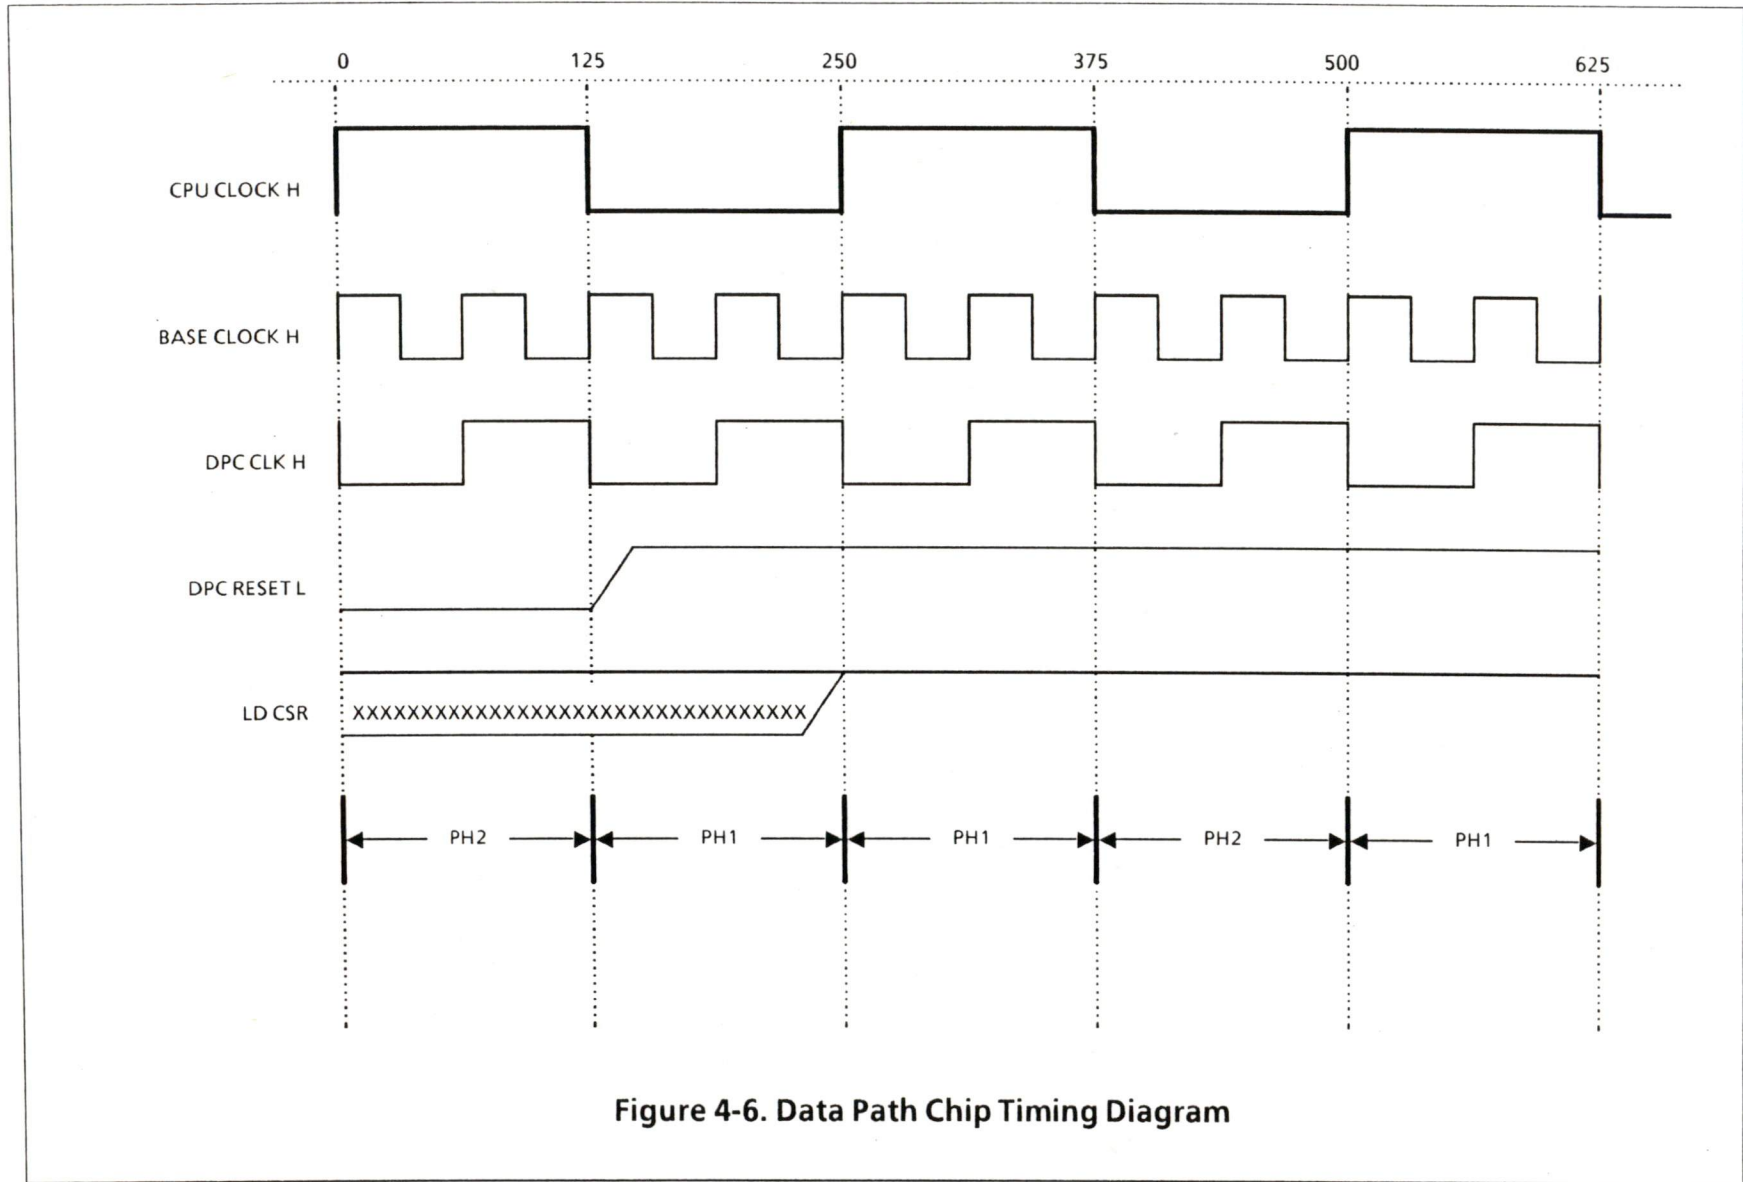 0 125 250 375 500 625
CPU CLOCK H
BASE CLOCK H
DPC CLK H
DPC RESET L
LD CSR XXXXXXXXXXXXXXXXXXXXXXXXXXXXXXXXXX
PH2 PH1 PH1 PH2 PH1
Figure 4-6. Data Path Chip Timing Diagram